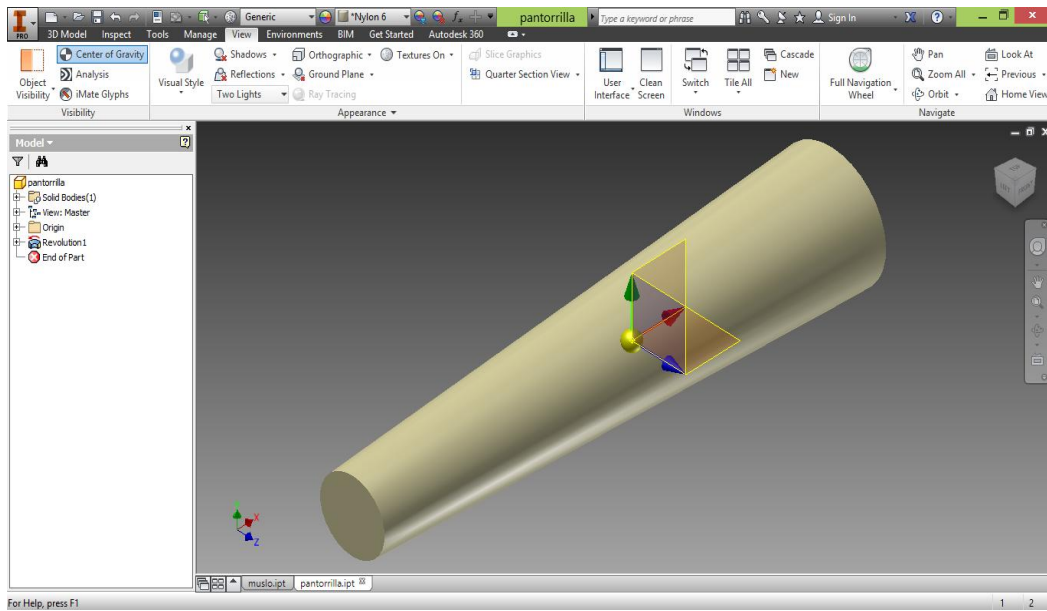 Generic
*Nylon 6
pantorrilla
Type a keyword or phrase
Sign In
PRO
3D Model Inspect Tools Manage View Environments BIM Get Started Autodesk 360
Object Visibility
Center of Gravity
Analysis
iMate Glyphs
Visibility
Visual Style
Shadows
Reflections
Two Lights
Orthographic
Ground Plane
Ray Tracing
Textures On
Appearance
Slice Graphics
Quarter Section View
User Interface
Clean Screen
Switch
Tile All
Cascade
New
Windows
Full Navigation Wheel
Pan
Zoom All
Orbit
Look At
Previous
Home View
Navigate
Model
pantorrilla
Solid Bodies(1)
View: Master
Origin
Revolution1
End of Part
X
Z
muslo.ipt
pantorrilla.ipt
For Help, press F1
1 2